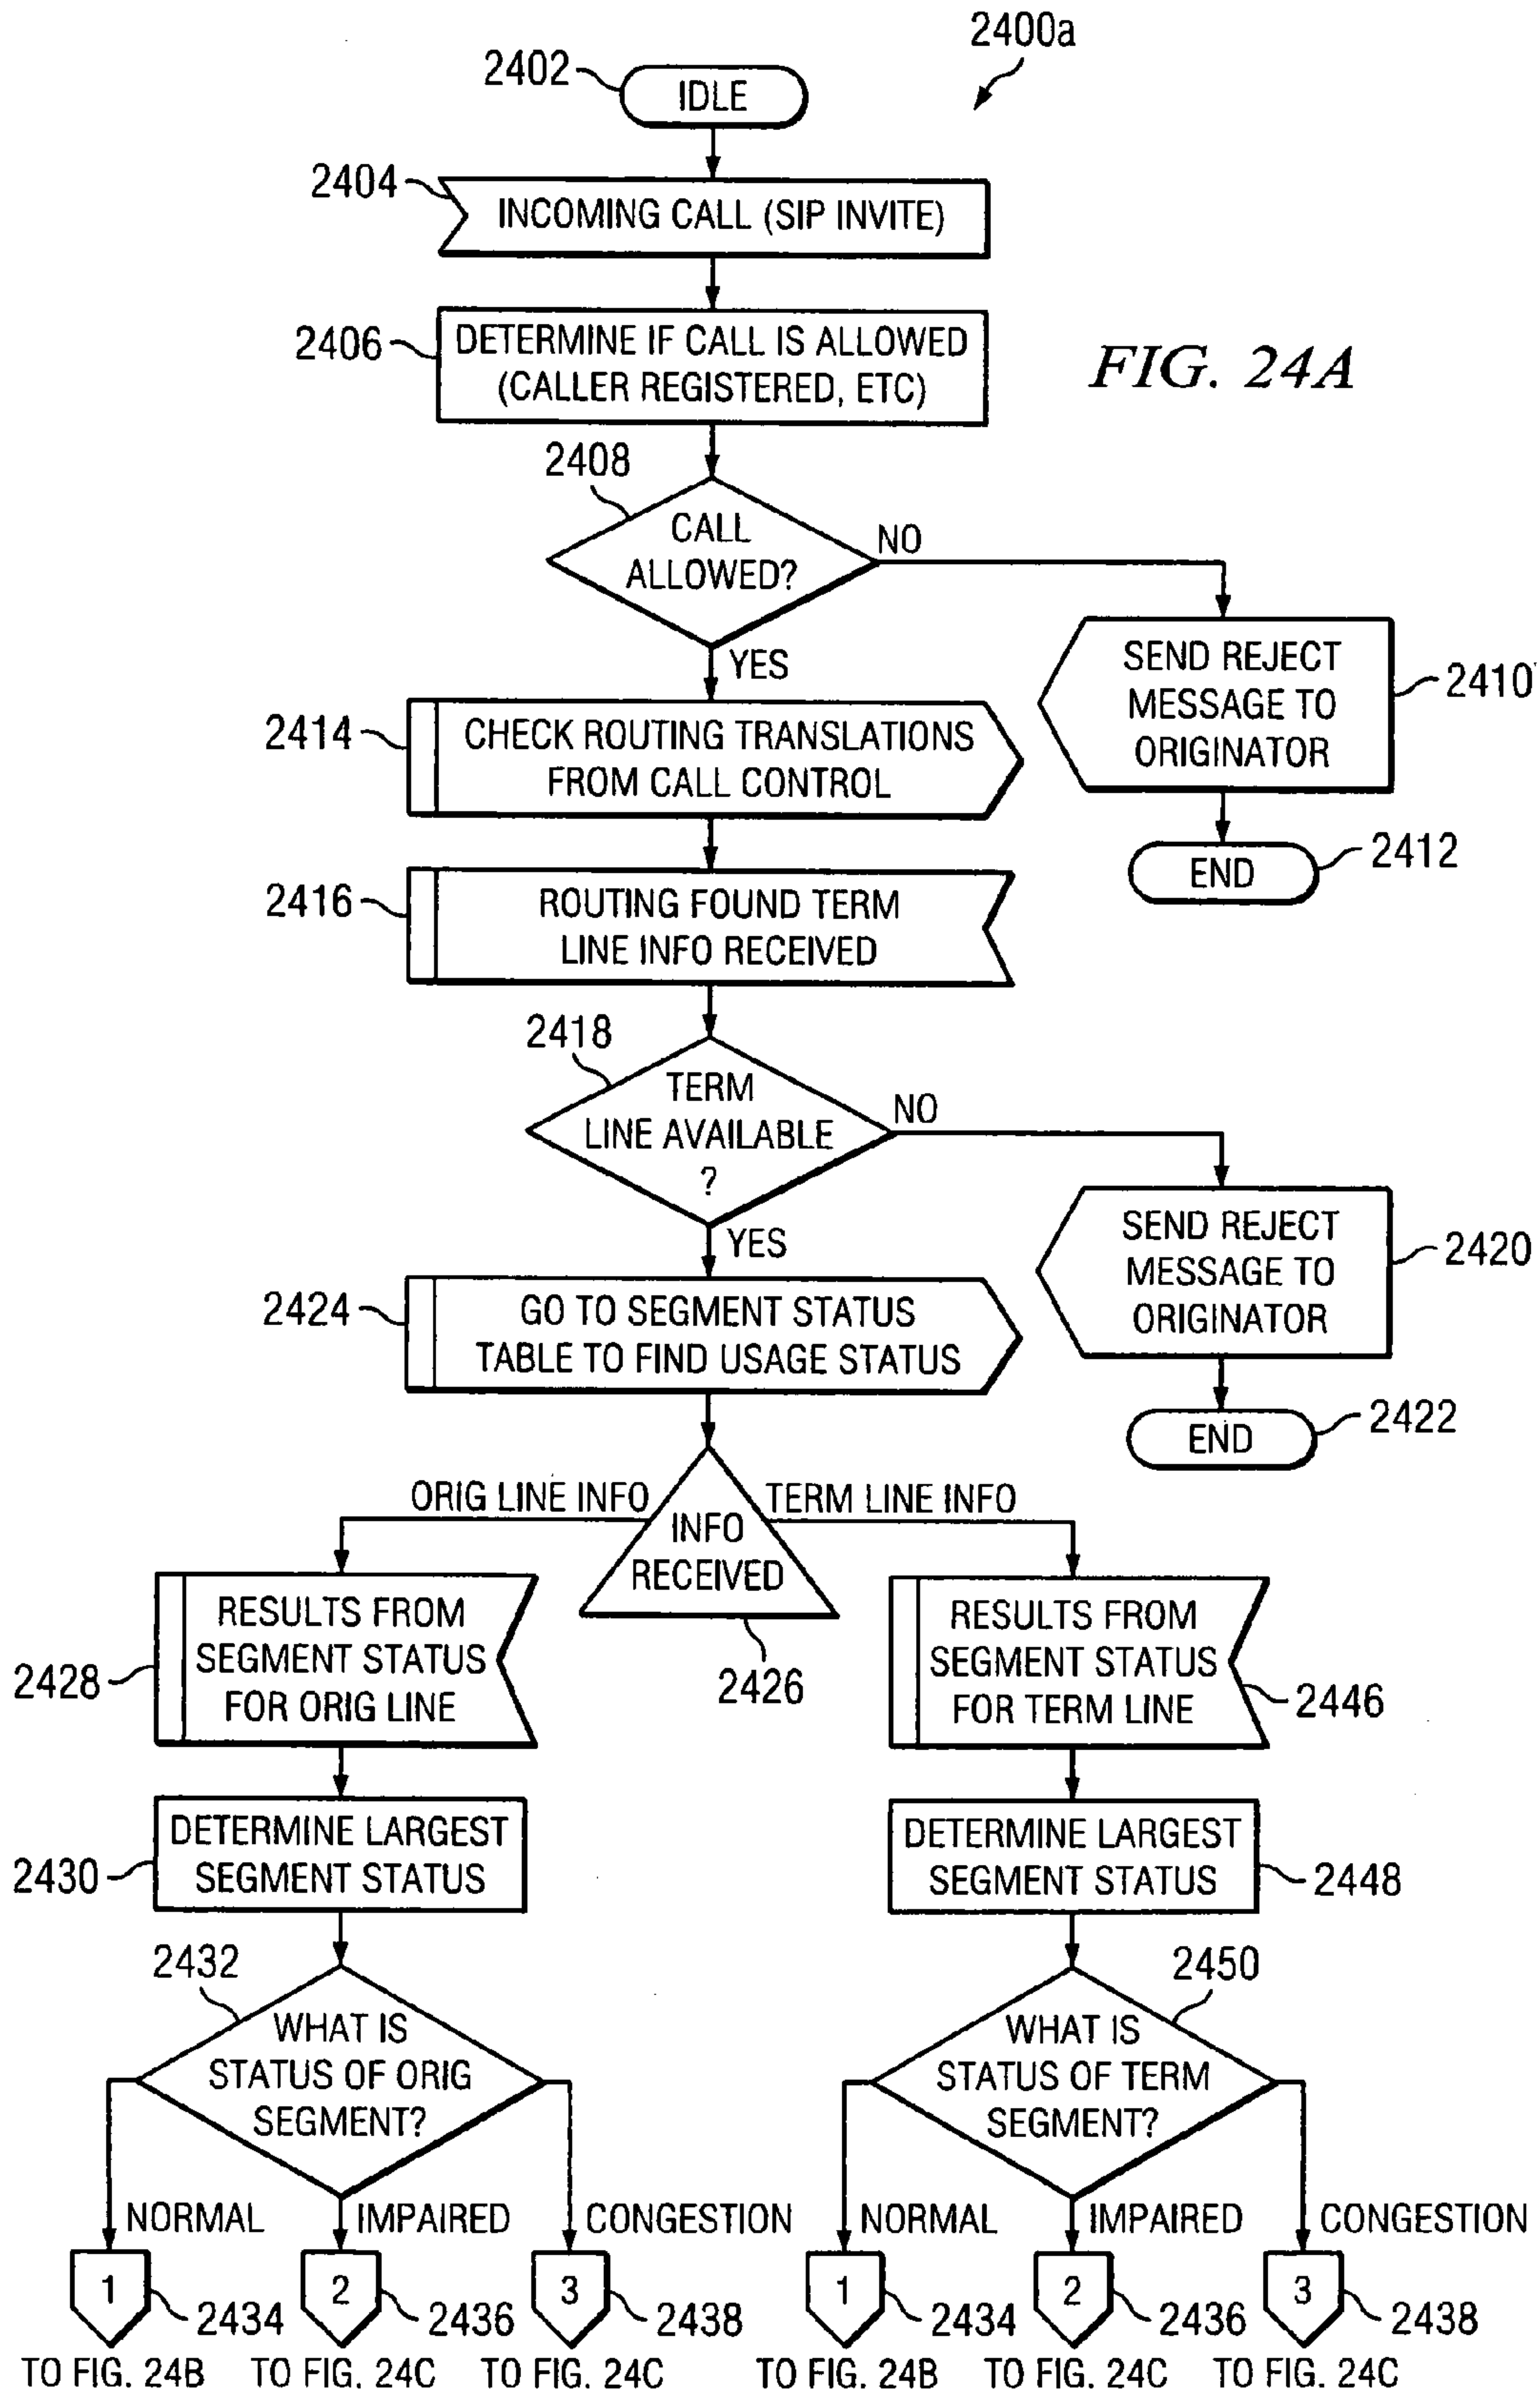 2400a
2402
IDLE
2404
INCOMING CALL (SIP INVITE)
2406
DETERMINE IF CALL IS ALLOWED
(CALLER REGISTERED, ETC)
FIG. 24A
2408
CALL
ALLOWED?
NO
YES
SEND REJECT
MESSAGE TO
ORIGINATOR
2410
2414
CHECK ROUTING TRANSLATIONS
FROM CALL CONTROL
END
2412
2416
ROUTING FOUND TERM
LINE INFO RECEIVED
2418
TERM
LINE AVAILABLE
?
NO
YES
SEND REJECT
MESSAGE TO
ORIGINATOR
2420
2424
GO TO SEGMENT STATUS
TABLE TO FIND USAGE STATUS
END
2422
ORIG LINE INFO
TERM LINE INFO
INFO
RECEIVED
2426
RESULTS FROM
SEGMENT STATUS
FOR ORIG LINE
2428
RESULTS FROM
SEGMENT STATUS
FOR TERM LINE
2446
DETERMINE LARGEST
SEGMENT STATUS
2430
DETERMINE LARGEST
SEGMENT STATUS
2448
2432
WHAT IS
STATUS OF ORIG
SEGMENT?
2450
WHAT IS
STATUS OF TERM
SEGMENT?
NORMAL
IMPAIRED
CONGESTION
NORMAL
IMPAIRED
CONGESTION
1
2434
2
2436
3
2438
1
2434
2
2436
3
2438
TO FIG. 24B
TO FIG. 24C
TO FIG. 24C
TO FIG. 24B
TO FIG. 24C
TO FIG. 24C